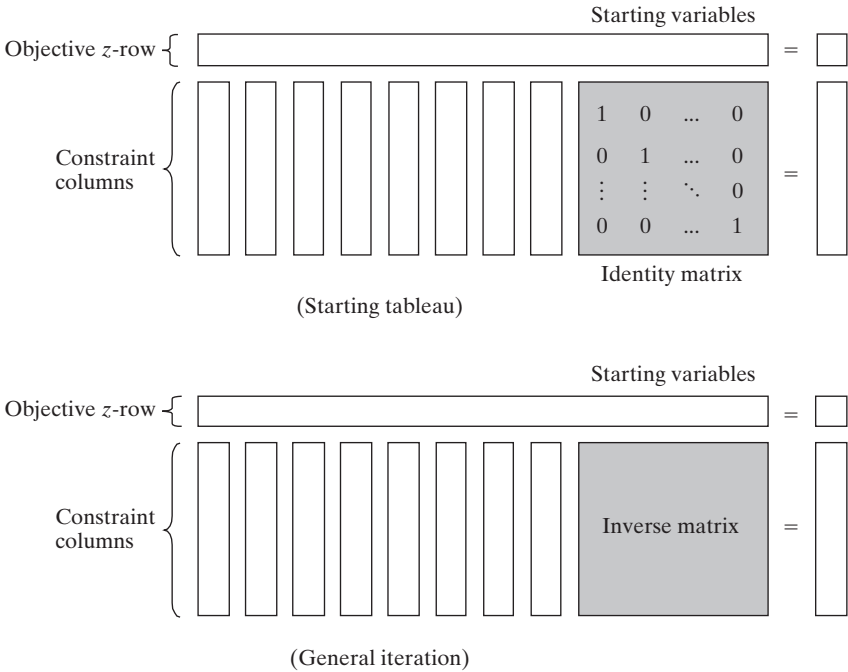 Starting variables
Objective z-row
=
Constraint
columns
1 0 ... 0
0 1 ... 0
⋮ ⋮ ⋱ 0
0 0 ... 1
=
Identity matrix
(Starting tableau)
Starting variables
Objective z-row
=
Constraint
columns
Inverse matrix
=
(General iteration)